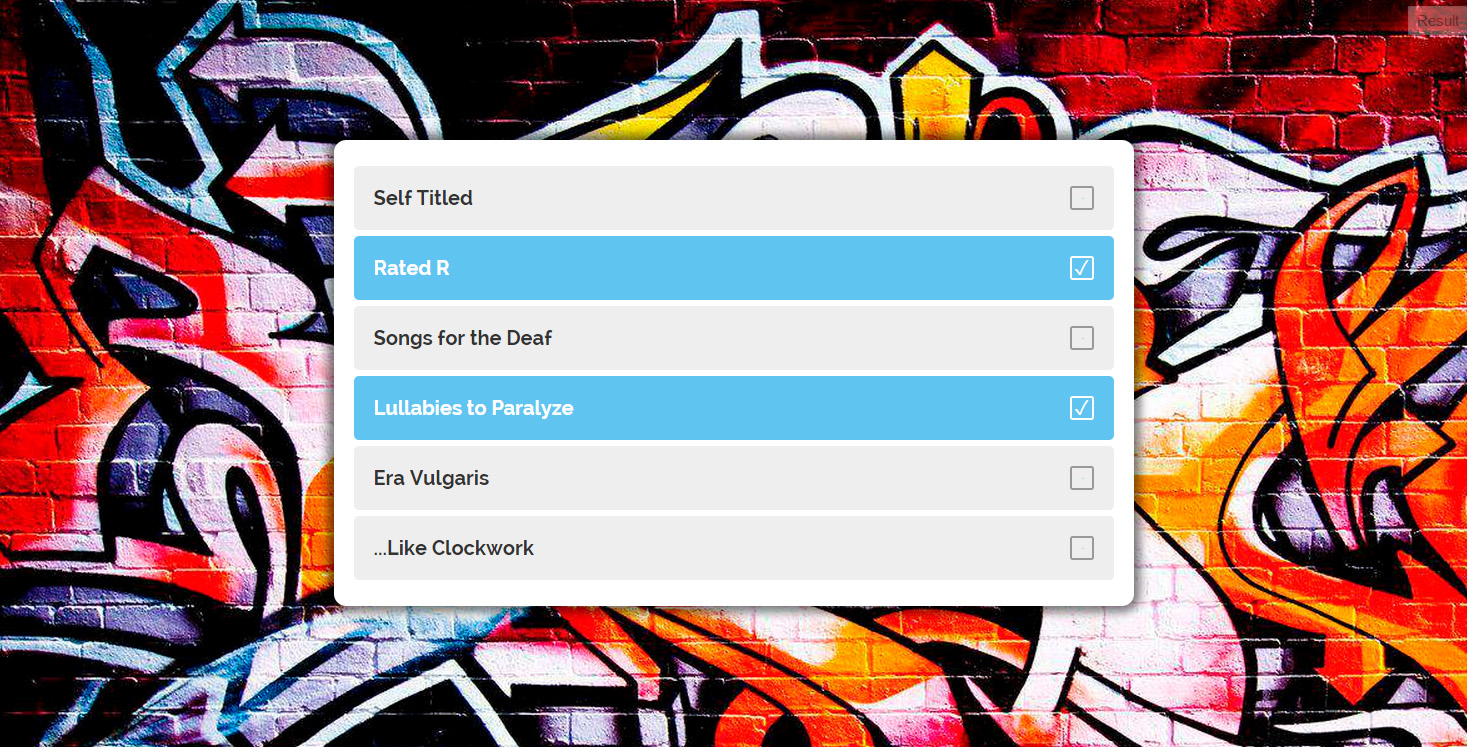 Result
Self Titled
Rated R
Songs for the Deaf
Lullabies to Paralyze
Era Vulgaris
...Like Clockwork